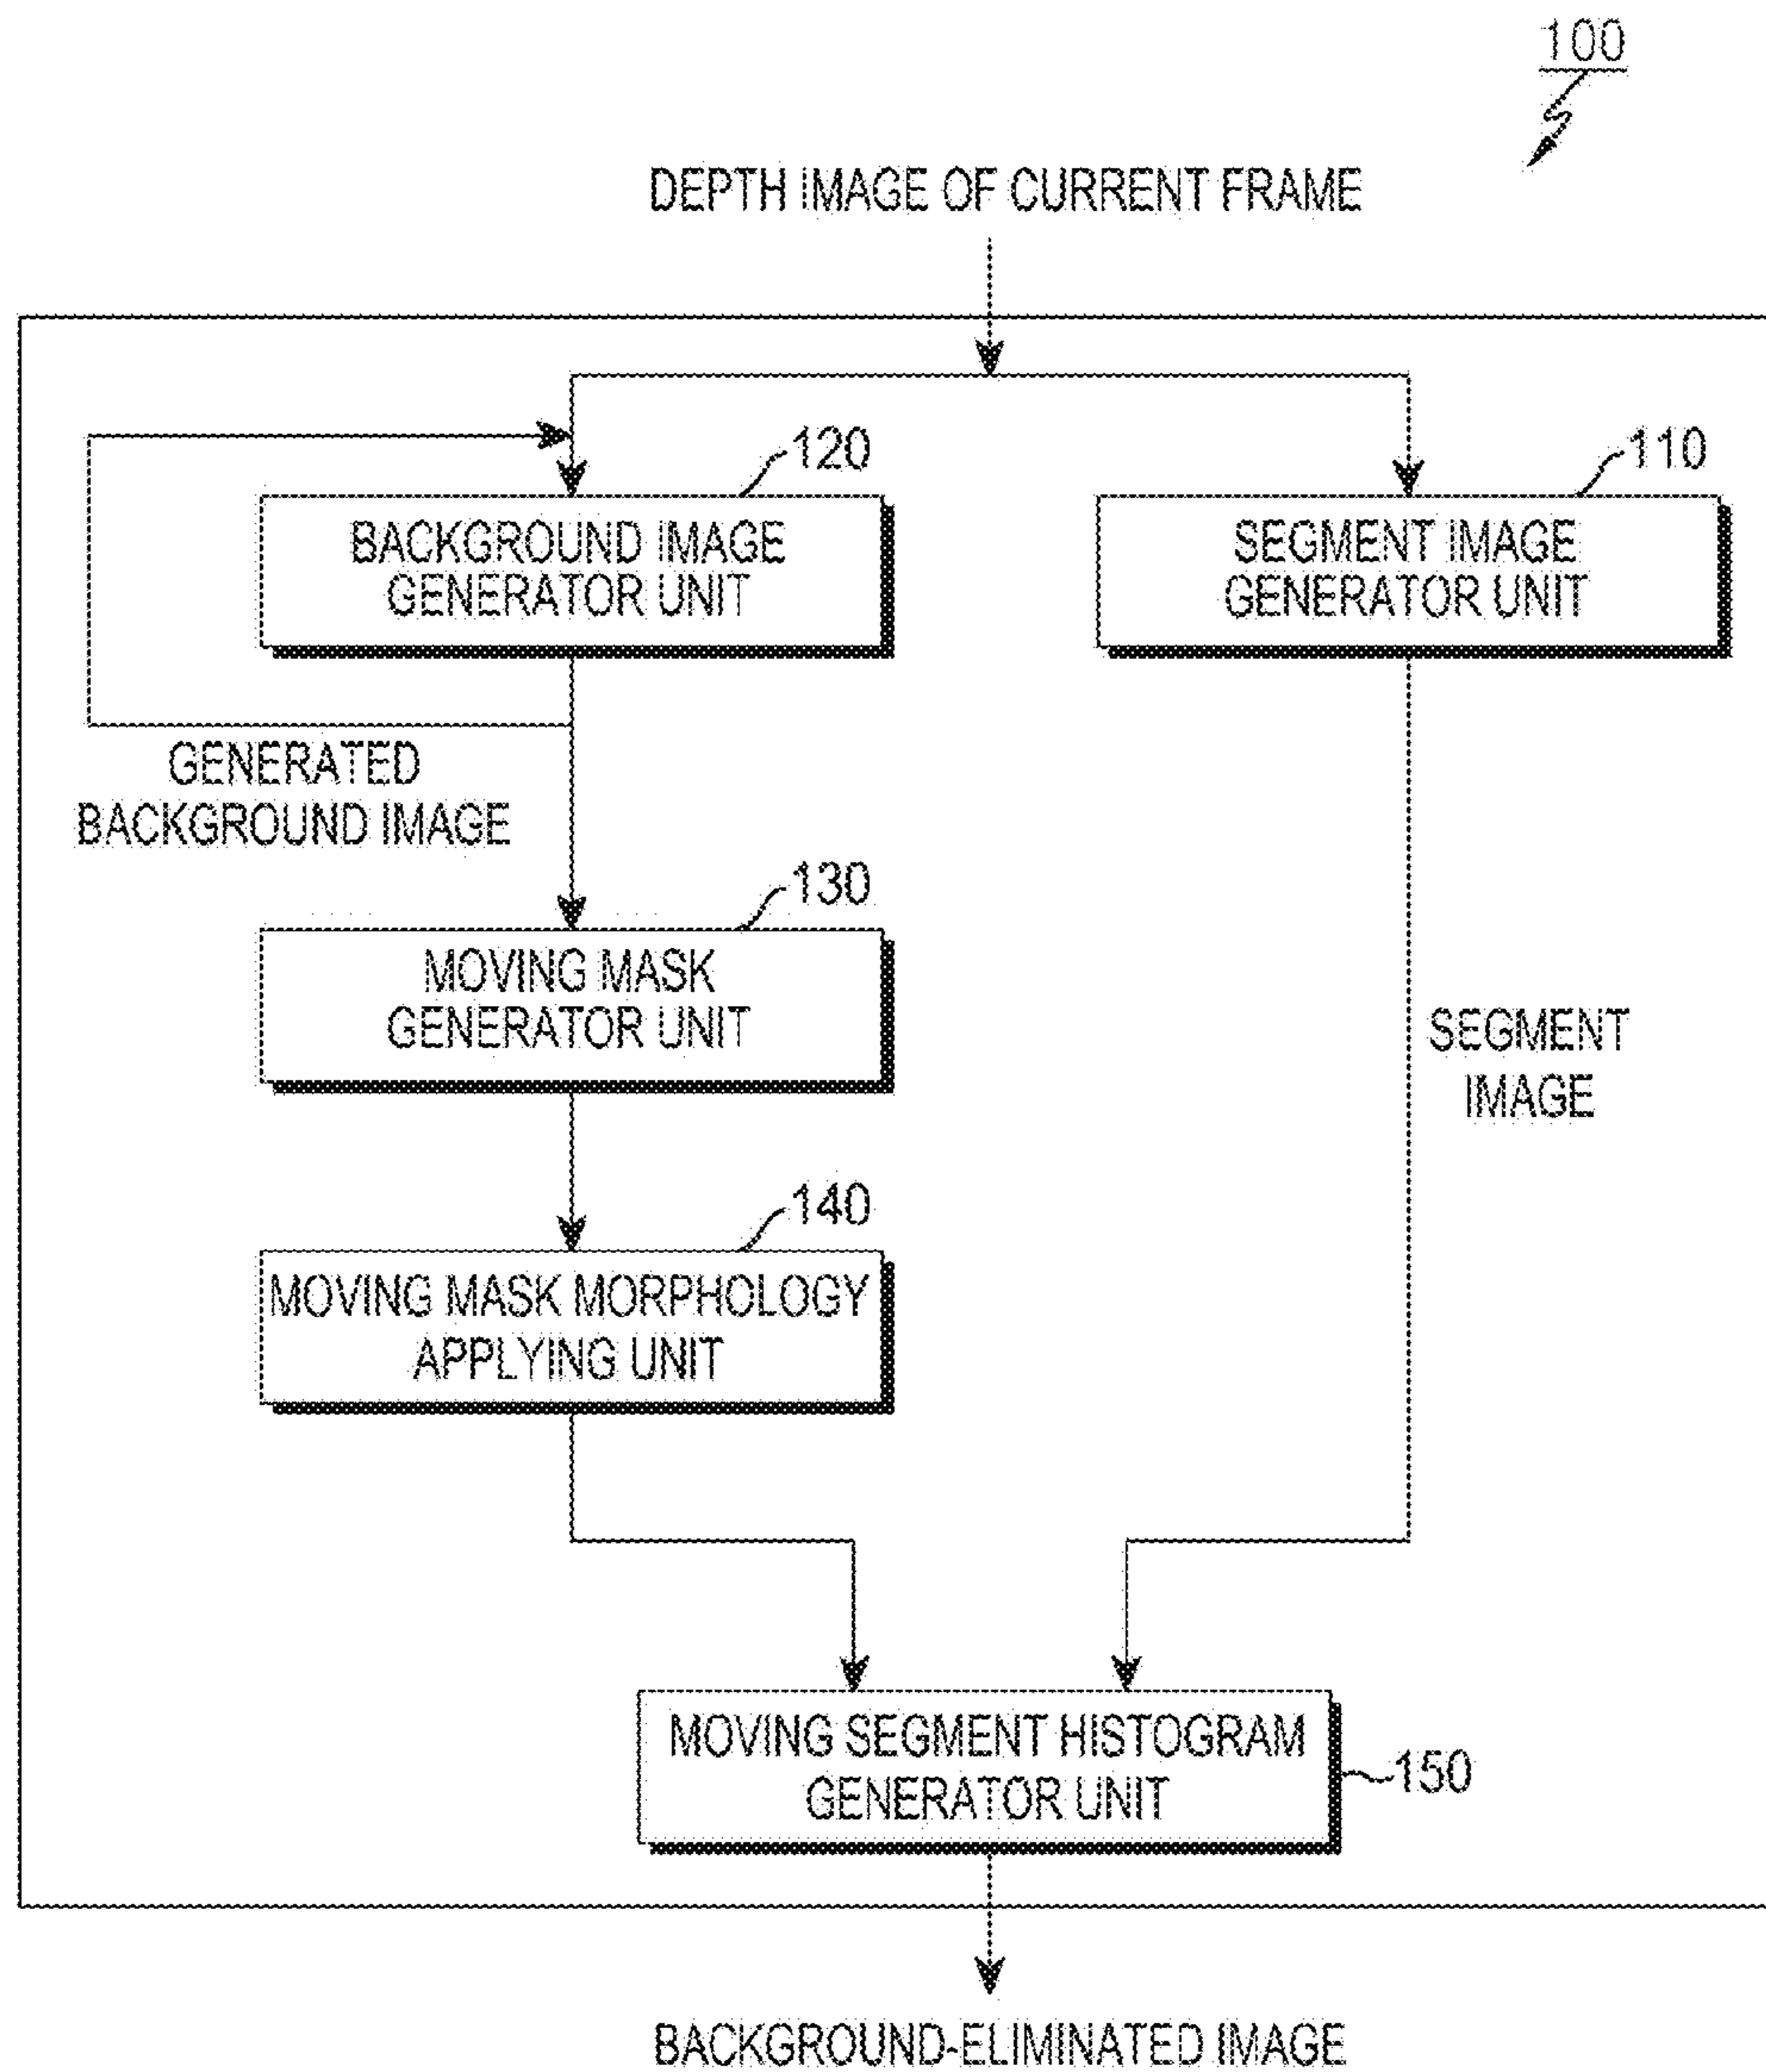 100
DEPTH IMAGE OF CURRENT FRAME
120
BACKGROUND IMAGE
GENERATOR UNIT
110
SEGMENT IMAGE
GENERATOR UNIT
GENERATED
BACKGROUND IMAGE
130
MOVING MASK
GENERATOR UNIT
SEGMENT
IMAGE
140
MOVING MASK MORPHOLOGY
APPLYING UNIT
MOVING SEGMENT HISTOGRAM
GENERATOR UNIT
150
BACKGROUND-ELIMINATED IMAGE